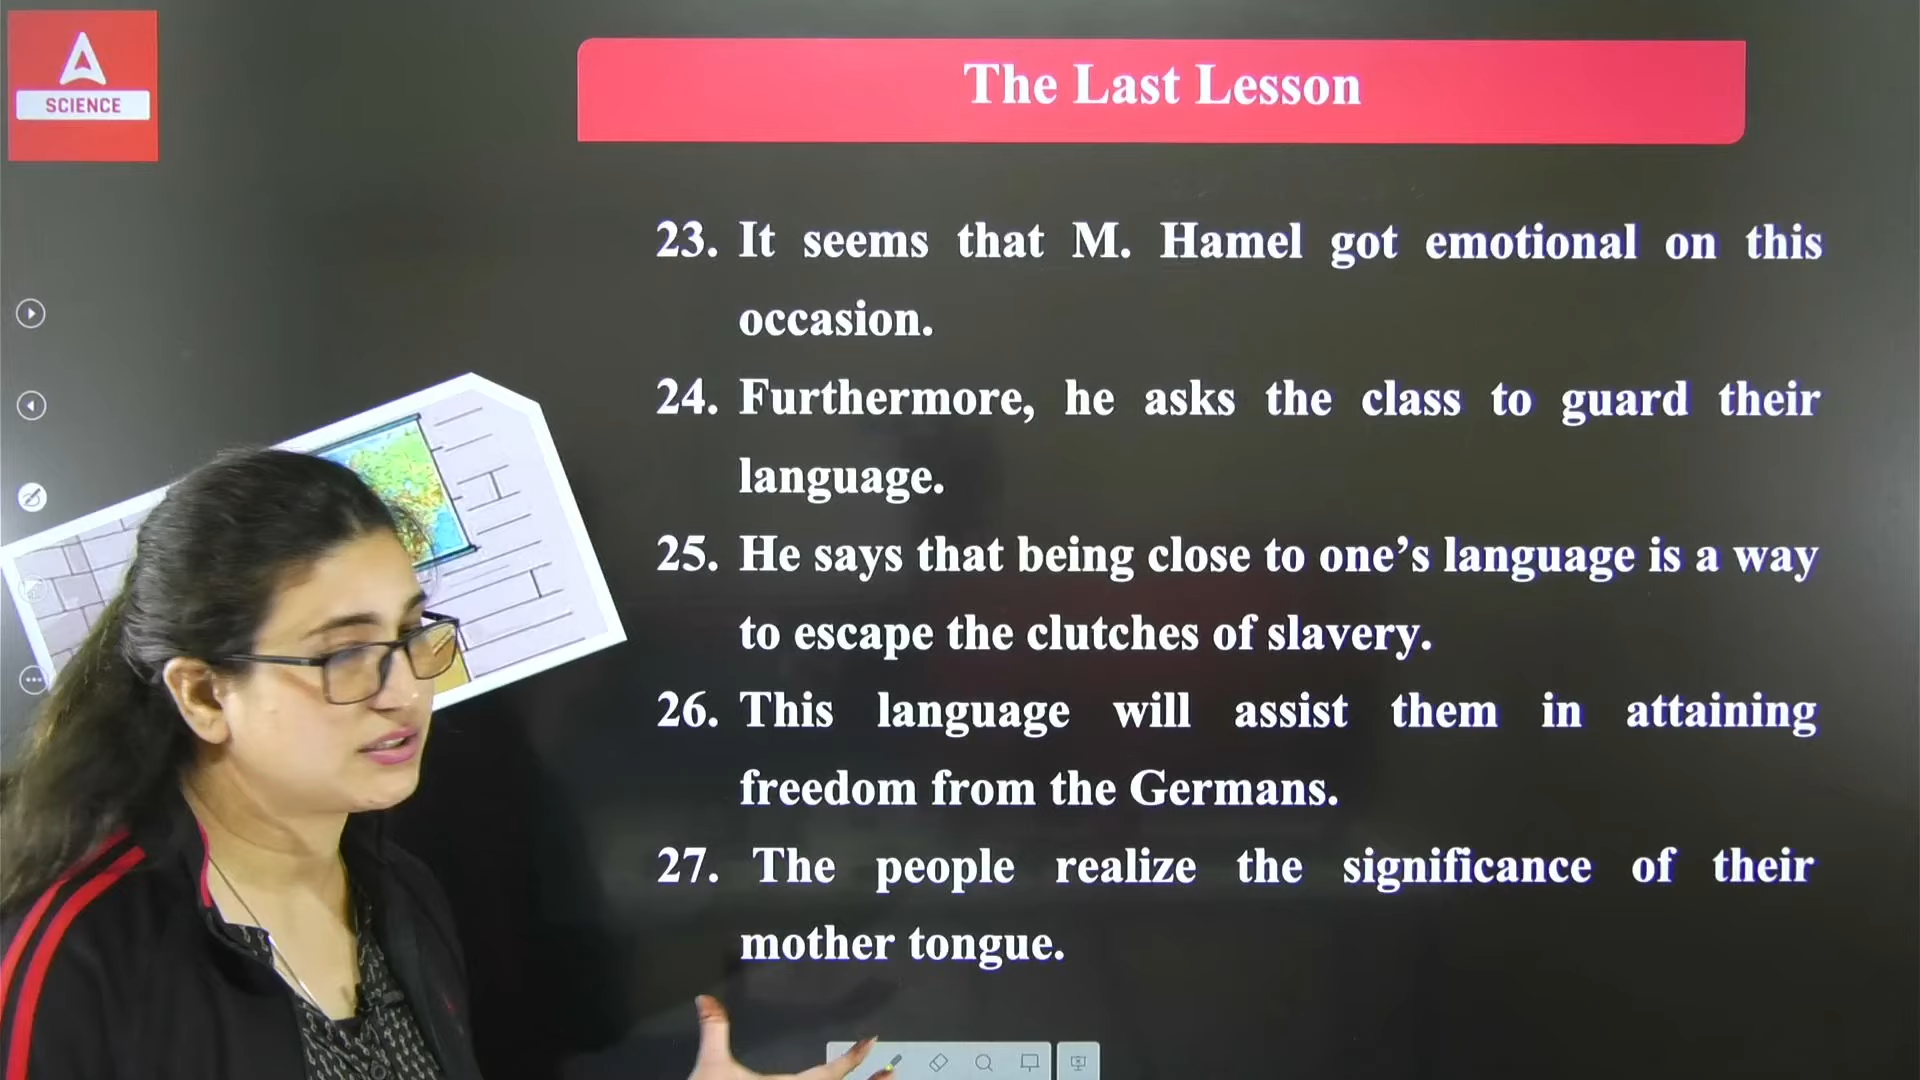 A
SCIENCE
The Last Lesson
23. It seems that M. Hamel got emotional on this
occasion.
24. Furthermore, he asks the class to guard their
language.
25. He says that being close to one’s language is a way
to escape the clutches of slavery.
26. This language will assist them in attaining
freedom from the Germans.
27. The people realize the significance of their
mother tongue.